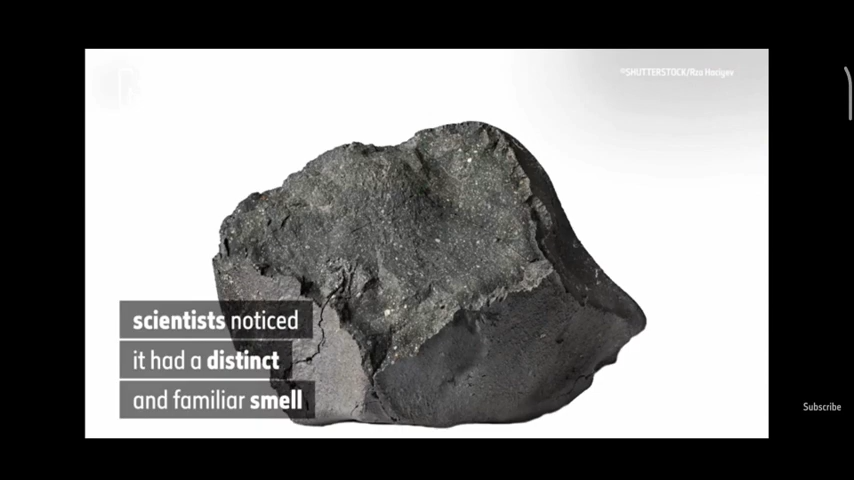 ©SHUTTERSTOCK/Rza Haciyev
scientists noticed
it had a distinct
and familiar smell
Subscribe